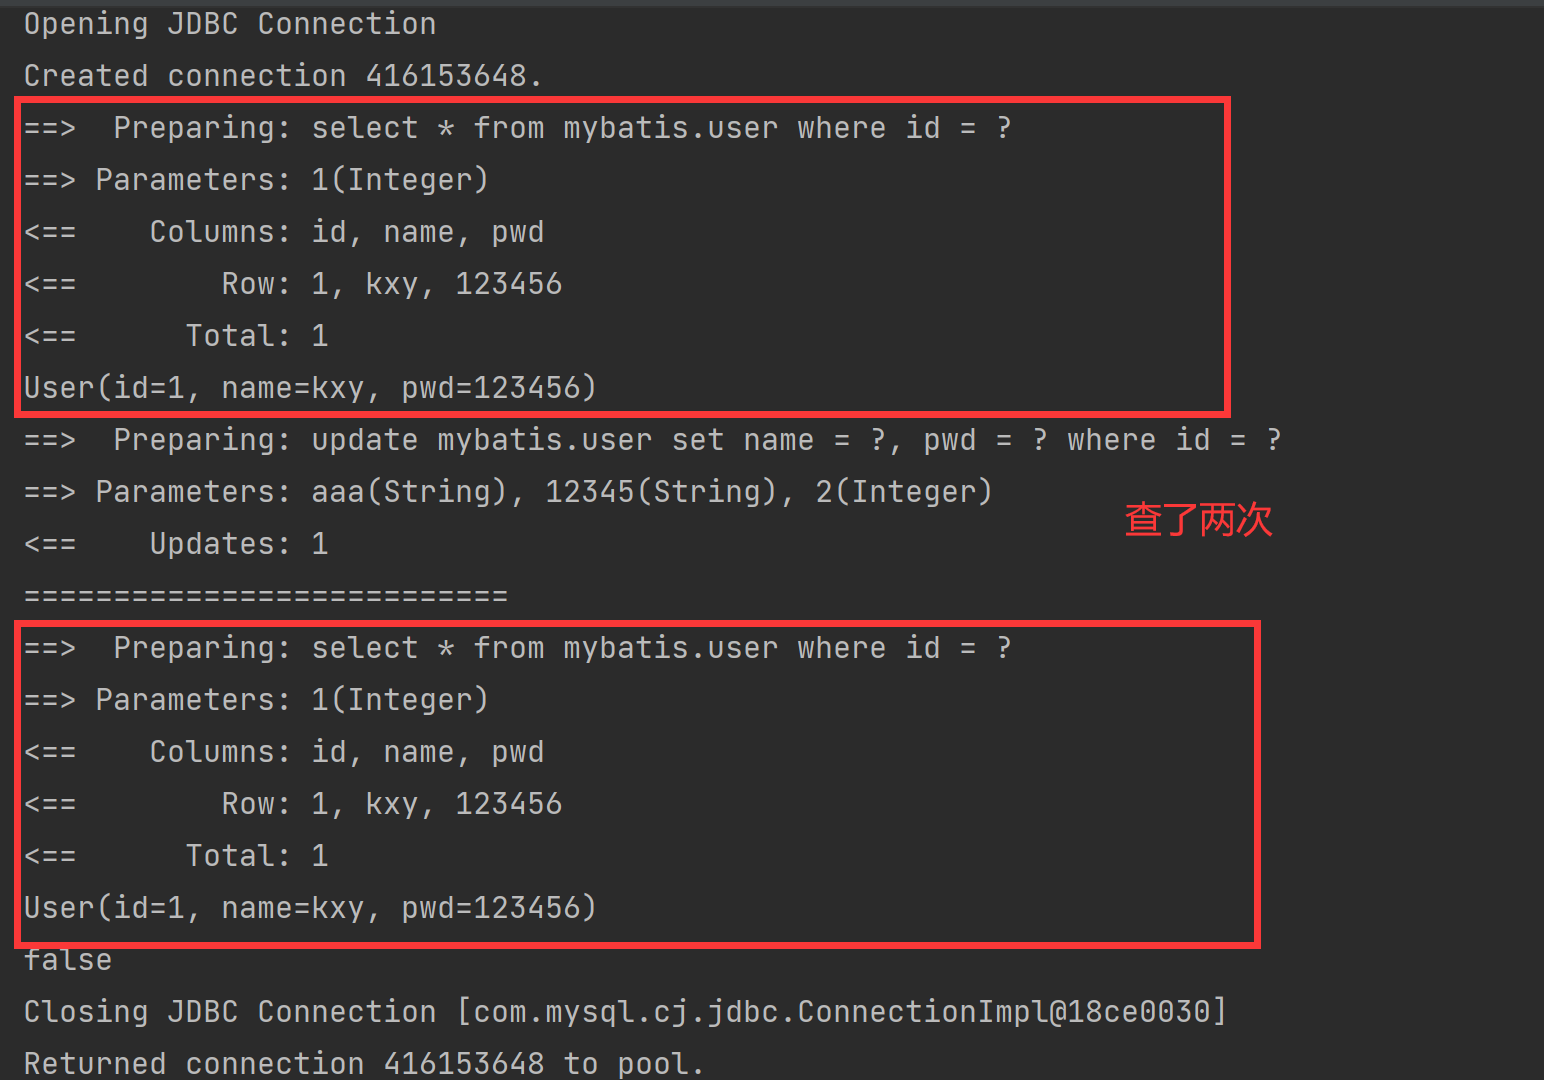 Opening JDBC Connection
Created connection 416153648.
==>  Preparing: select * from mybatis.user where id = ?
==> Parameters: 1(Integer)
<==    Columns: id, name, pwd
<==        Row: 1, kxy, 123456
<==      Total: 1
User(id=1, name=kxy, pwd=123456)
==>  Preparing: update mybatis.user set name = ?, pwd = ? where id = ?
==> Parameters: aaa(String), 12345(String), 2(Integer)
查了两次
<==    Updates: 1
===========================
==>  Preparing: select * from mybatis.user where id = ?
==> Parameters: 1(Integer)
<==    Columns: id, name, pwd
<==        Row: 1, kxy, 123456
<==      Total: 1
User(id=1, name=kxy, pwd=123456)
false
Closing JDBC Connection [com.mysql.cj.jdbc.ConnectionImpl@18ce0030]
Returned connection 416153648 to pool.